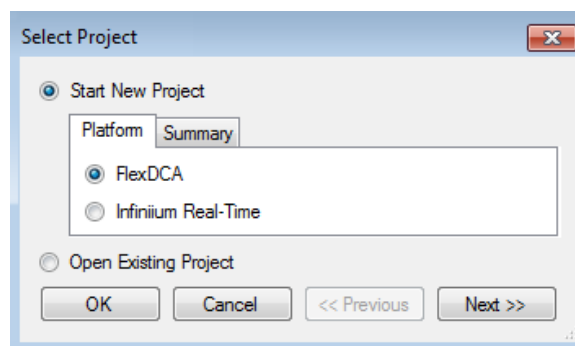 Select Project
Start New Project
Platform Summary
FlexDCA
Infiniium Real-Time
Open Existing Project
OK Cancel << Previous Next >>